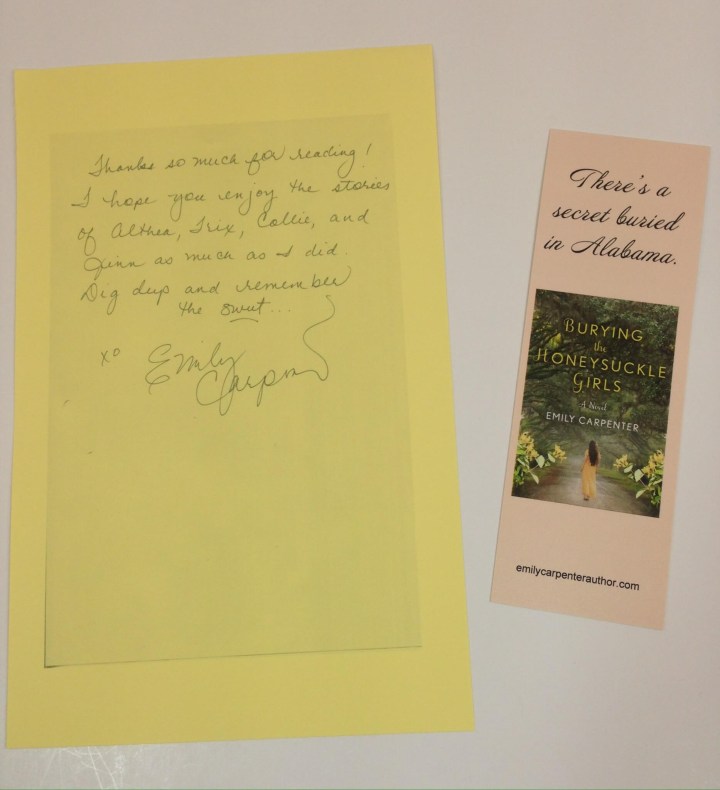 Thanks so much for reading!
I hope you enjoy the stories
of Althea, Trix, Collie, and
Jinn as much as I did.
Dig deep and remember
the sweet...
xo Emily
Carpenter
There's a
secret buried
in Alabama.
BURYING
the
HONEYSUCKLE
GIRLS
A Novel
EMILY CARPENTER
emilycarpenterauthor.com